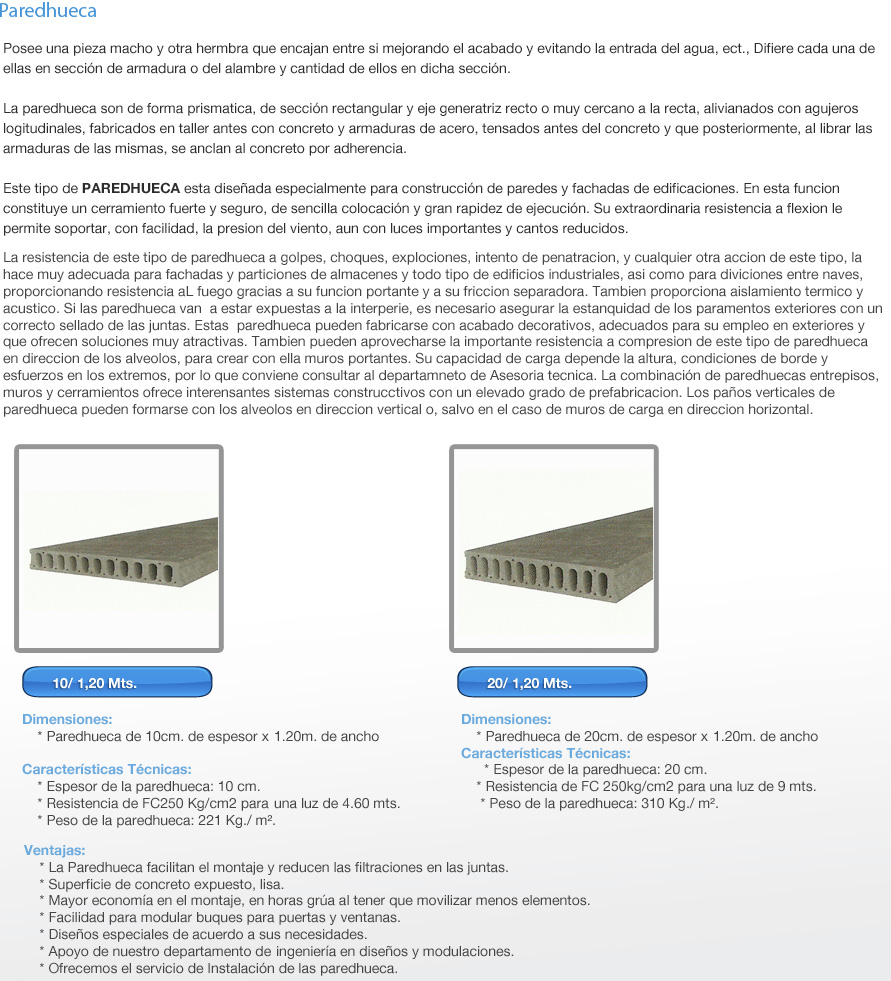 Paredhueca
Posee una pieza macho y otra hermbra que encajan entre si mejorando el acabado y evitando la entrada del agua, ect., Difiere cada una de
ellas en sección de armadura o del alambre y cantidad de ellos en dicha sección.
La paredhueca son de forma prismatica, de sección rectangular y eje generatriz recto o muy cercano a la recta, alivianados con agujeros
logitudinales, fabricados en taller antes con concreto y armaduras de acero, tensados antes del concreto y que posteriormente, al librar las
armaduras de las mismas, se anclan al concreto por adherencia.
Este tipo de PAREDHUECA esta diseñada especialmente para construcción de paredes y fachadas de edificaciones. En esta funcion
constituye un cerramiento fuerte y seguro, de sencilla colocación y gran rapidez de ejecución. Su extraordinaria resistencia a flexion le
permite soportar, con facilidad, la presion del viento, aun con luces importantes y cantos reducidos.
La resistencia de este tipo de paredhueca a golpes, choques, explociones, intento de penatracion, y cualquier otra accion de este tipo, la
hace muy adecuada para fachadas y particiones de almacenes y todo tipo de edificios industriales, asi como para diviciones entre naves,
proporcionando resistencia aL fuego gracias a su funcion portante y a su friccion separadora. Tambien proporciona aislamiento termico y
acustico. Si las paredhueca van  a estar expuestas a la interperie, es necesario asegurar la estanquidad de los paramentos exteriores con un
correcto sellado de las juntas. Estas  paredhueca pueden fabricarse con acabado decorativos, adecuados para su empleo en exteriores y
que ofrecen soluciones muy atractivas. Tambien pueden aprovecharse la importante resistencia a compresion de este tipo de paredhueca
en direccion de los alveolos, para crear con ella muros portantes. Su capacidad de carga depende la altura, condiciones de borde y
esfuerzos en los extremos, por lo que conviene consultar al departamneto de Asesoria tecnica. La combinación de paredhuecas entrepisos,
muros y cerramientos ofrece interensantes sistemas construcctivos con un elevado grado de prefabricacion. Los paños verticales de
paredhueca pueden formarse con los alveolos en direccion vertical o, salvo en el caso de muros de carga en direccion horizontal.
10/ 1,20 Mts.
Dimensiones:
* Paredhueca de 10cm. de espesor x 1.20m. de ancho
Características Técnicas:
* Espesor de la paredhueca: 10 cm.
* Resistencia de FC250 Kg/cm2 para una luz de 4.60 mts.
* Peso de la paredhueca: 221 Kg./ m².
20/ 1,20 Mts.
Dimensiones:
* Paredhueca de 20cm. de espesor x 1.20m. de ancho
Características Técnicas:
* Espesor de la paredhueca: 20 cm.
* Resistencia de FC 250kg/cm2 para una luz de 9 mts.
* Peso de la paredhueca: 310 Kg./ m².
Ventajas:
* La Paredhueca facilitan el montaje y reducen las filtraciones en las juntas.
* Superficie de concreto expuesto, lisa.
* Mayor economía en el montaje, en horas grúa al tener que movilizar menos elementos.
* Facilidad para modular buques para puertas y ventanas.
* Diseños especiales de acuerdo a sus necesidades.
* Apoyo de nuestro departamento de ingeniería en diseños y modulaciones.
* Ofrecemos el servicio de Instalación de las paredhueca.